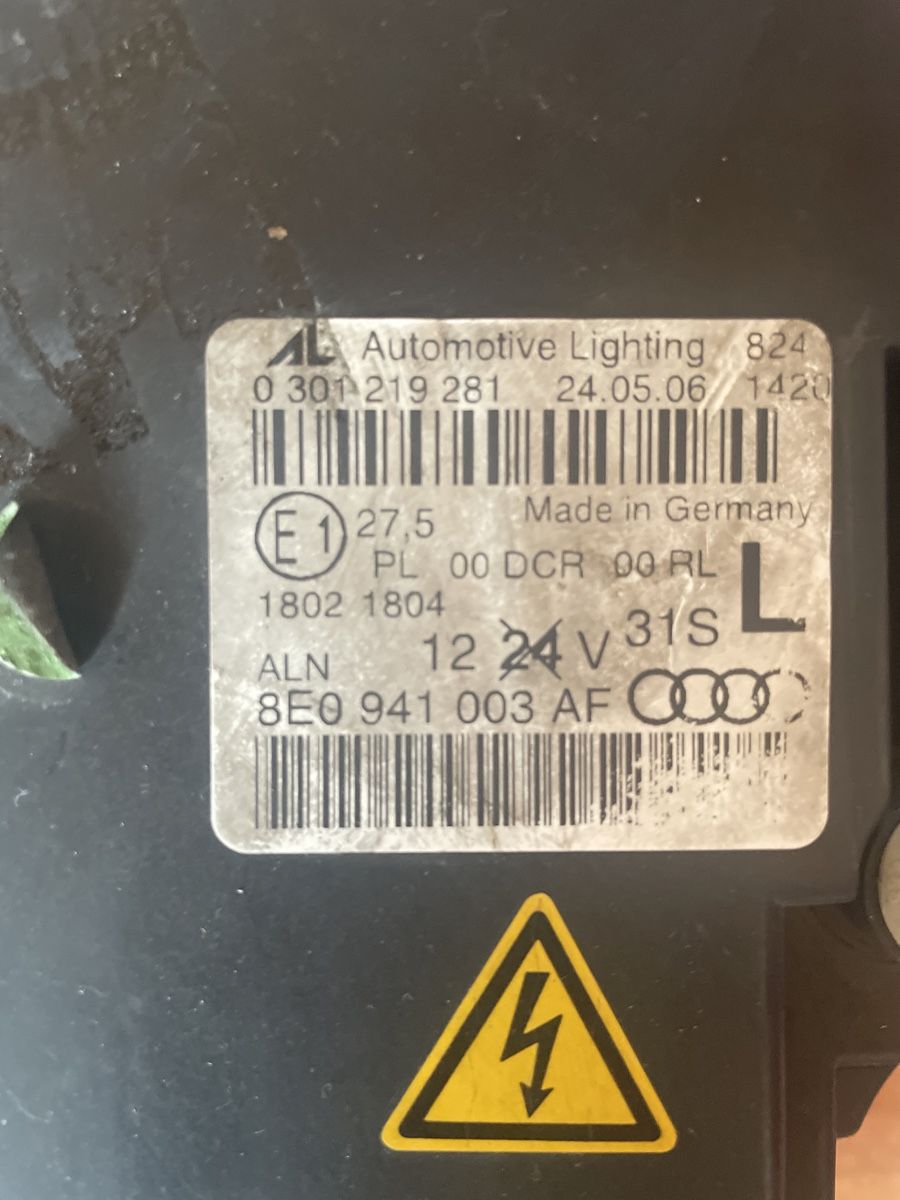 AL Automotive Lighting 824
0 301 219 281 24.05.06 1420
Made in Germany
E1 27,5
PL 00 DCR 00 RL L
1802 1804
12 24 V 31S
ALN
8E0 941 003 AF